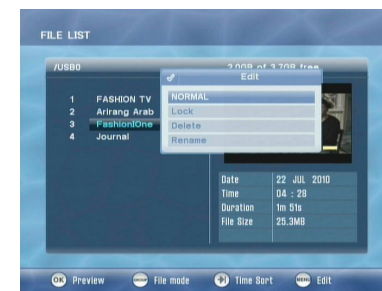 FILE LIST
/USB0
2.0GB of 3.7GB free
Edit
NORMAL
Lock
Delete
Rename
1 FASHION TV
2 Arirang Arab
3 Fashion|One
4 Journal
Date 22 JUL 2010
Time 04 : 28
Duration 1m 51s
File Size 25.3MB
OK Preview
File mode
Time Sort
MENU Edit